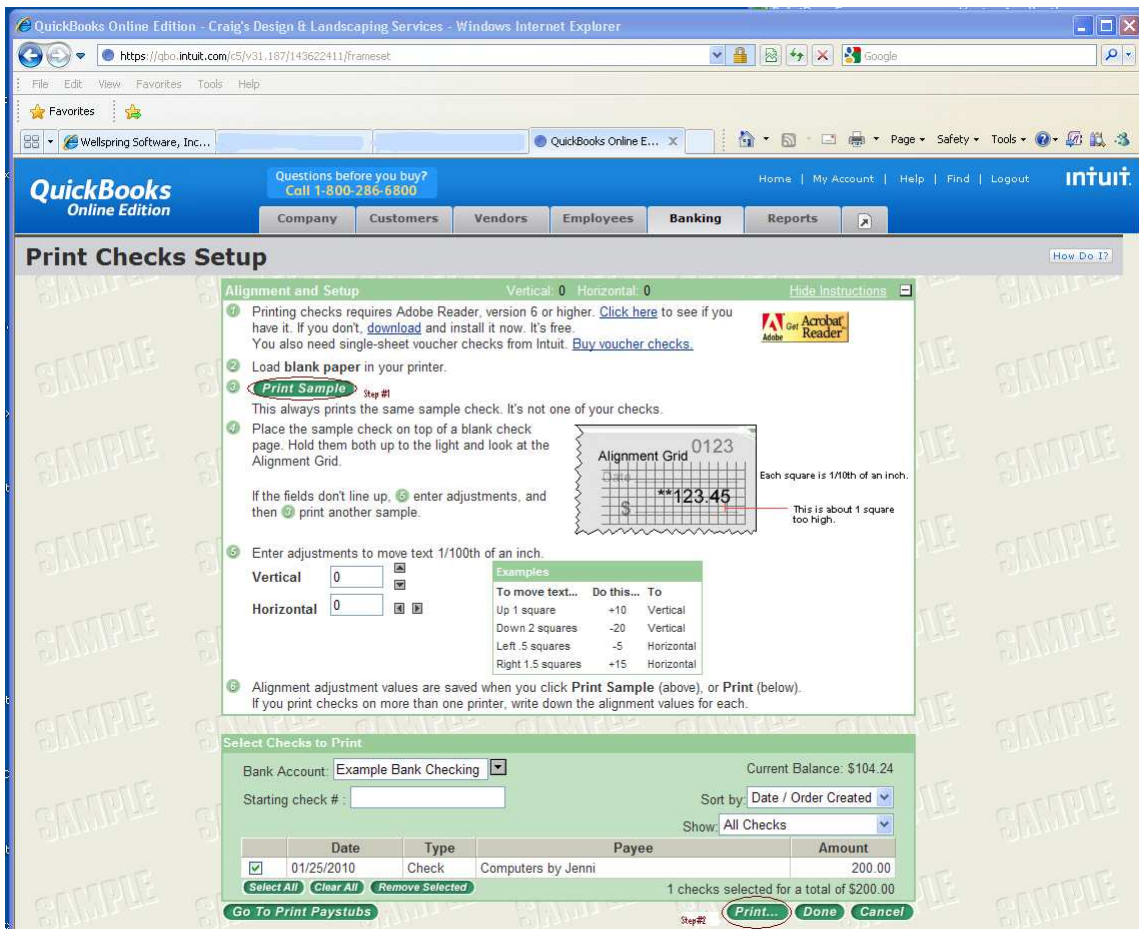 QuickBooks Online Edition - Craig's Design & Landscaping Services - Windows Internet Explorer
https://qbo.intuit.com/c5/v31.187/143622411/frameset
Google
File Edit View Favorites Tools Help
Favorites
Wellspring Software, Inc... QuickBooks Online E... X Page Safety Tools
QuickBooks
Online Edition
Questions before you buy?
Call 1-800-286-6800
Home | My Account | Help | Find | Logout
intuit.
Company Customers Vendors Employees Banking Reports
Print Checks Setup
How Do I?
Alignment and Setup Vertical: 0 Horizontal: 0 Hide Instructions
1 Printing checks requires Adobe Reader, version 6 or higher. Click here to see if you
have it. If you don't, download and install it now. It's free.
You also need single-sheet voucher checks from Intuit. Buy voucher checks.
Adobe Get Acrobat Reader
2 Load blank paper in your printer.
3 Print Sample Step #1
This always prints the same sample check. It's not one of your checks.
4 Place the sample check on top of a blank check
page. Hold them both up to the light and look at the
Alignment Grid.
If the fields don't line up, 5 enter adjustments, and
then 3 print another sample.
0123
Alignment Grid
Date
**123.45
$
Each square is 1/10th of an inch.
This is about 1 square
too high.
5 Enter adjustments to move text 1/100th of an inch.
Vertical 0
Horizontal 0
Examples
To move text... Do this... To
Up 1 square +10 Vertical
Down 2 squares -20 Vertical
Left .5 squares -5 Horizontal
Right 1.5 squares +15 Horizontal
6 Alignment adjustment values are saved when you click Print Sample (above), or Print (below).
If you print checks on more than one printer, write down the alignment values for each.
Select Checks to Print
Bank Account: Example Bank Checking Current Balance: $104.24
Starting check # : Sort by: Date / Order Created
Show: All Checks
Date Type Payee Amount
01/25/2010 Check Computers by Jenni 200.00
Select All Clear All Remove Selected 1 checks selected for a total of $200.00
Go To Print Paystubs Step#2 Print... Done Cancel
SAMPLE